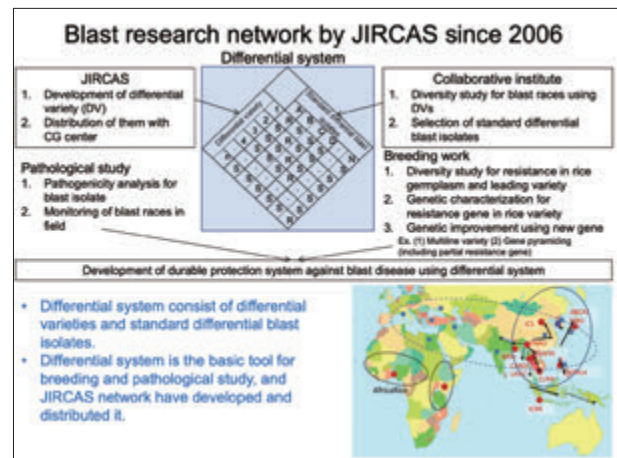 Blast research network by JIRCAS since 2006
Differential system
JIRCAS
1. Development of differential
variety (DV)
2. Distribution of them with
CG center
Collaborative institute
1. Diversity study for blast races using
DVs
2. Selection of standard differential
blast isolates
Differential variety
Pathological study
1. Pathogenicity analysis for
blast isolate
2. Monitoring of blast races in
field
Breeding work
1. Diversity study for resistance in rice
germplasm and leading variety
2. Genetic characterization for
resistance gene in rice variety
3. Genetic improvement using new gene
Ex. (1) Multiline variety (2) Gene pyramiding
(including partial resistance gene)
Development of durable protection system against blast disease using differential system
• Differential system consist of differential
varieties and standard differential blast
isolates.
• Differential system is the basic tool for
breeding and pathological study, and
JIRCAS network have developed and
distributed it.